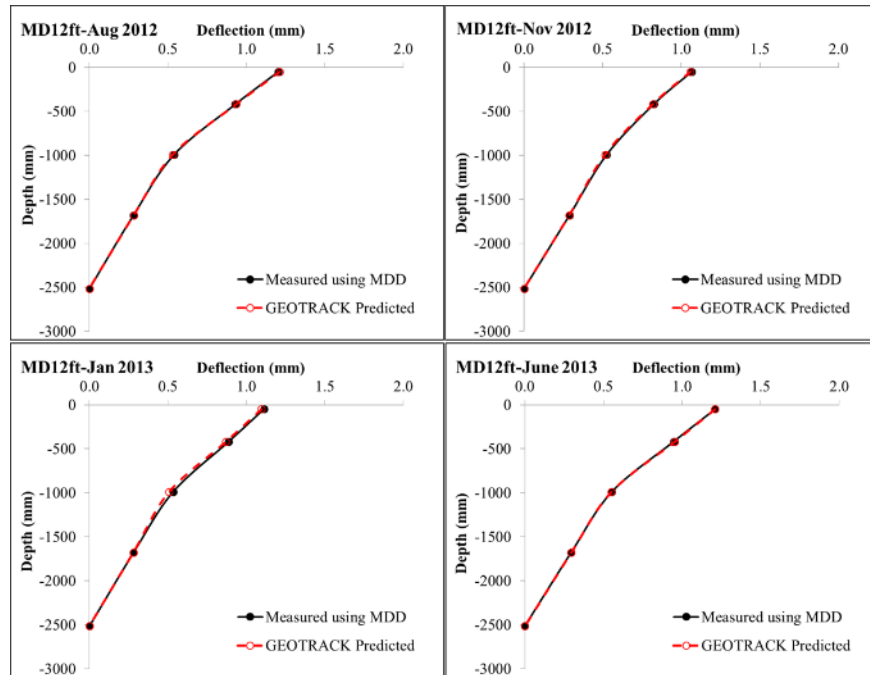 MD12ft-Aug 2012 Deflection (mm)
0.0 0.5 1.0 1.5 2.0
0
-500
-1000
-1500
-2000
-2500
-3000
Depth (mm)
Measured using MDD
GEOTRACK Predicted
MD12ft-Nov 2012 Deflection (mm)
0.0 0.5 1.0 1.5 2.0
0
-500
-1000
-1500
-2000
-2500
-3000
Depth (mm)
Measured using MDD
GEOTRACK Predicted
MD12ft-Jan 2013 Deflection (mm)
0.0 0.5 1.0 1.5 2.0
0
-500
-1000
-1500
-2000
-2500
-3000
Depth (mm)
Measured using MDD
GEOTRACK Predicted
MD12ft-June 2013 Deflection (mm)
0.0 0.5 1.0 1.5 2.0
0
-500
-1000
-1500
-2000
-2500
-3000
Depth (mm)
Measured using MDD
GEOTRACK Predicted